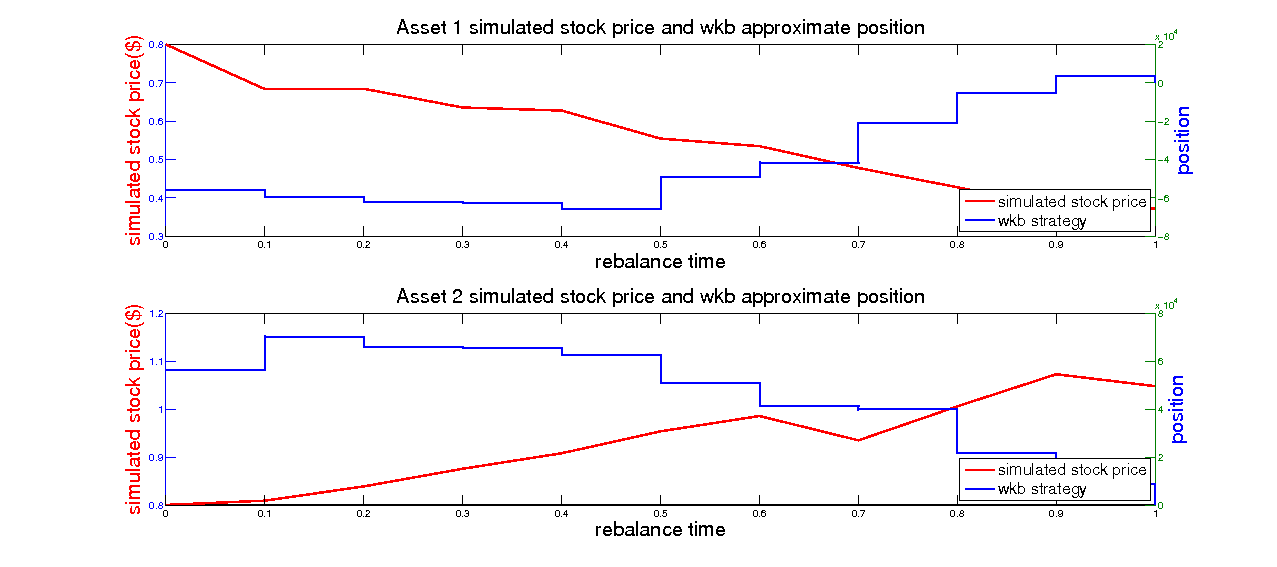 Asset 1 simulated stock price and wkb approximate position
x 10^4
simulated stock price($)
0.8
0.7
0.6
0.5
0.4
0.3
2
0
-2
-4
-6
-8
position
simulated stock price
wkb strategy
0 0.1 0.2 0.3 0.4 0.5 0.6 0.7 0.8 0.9 1
rebalance time
Asset 2 simulated stock price and wkb approximate position
x 10^4
simulated stock price($)
1.2
1.1
1
0.9
0.8
8
6
4
2
0
position
simulated stock price
wkb strategy
0 0.1 0.2 0.3 0.4 0.5 0.6 0.7 0.8 0.9 1
rebalance time